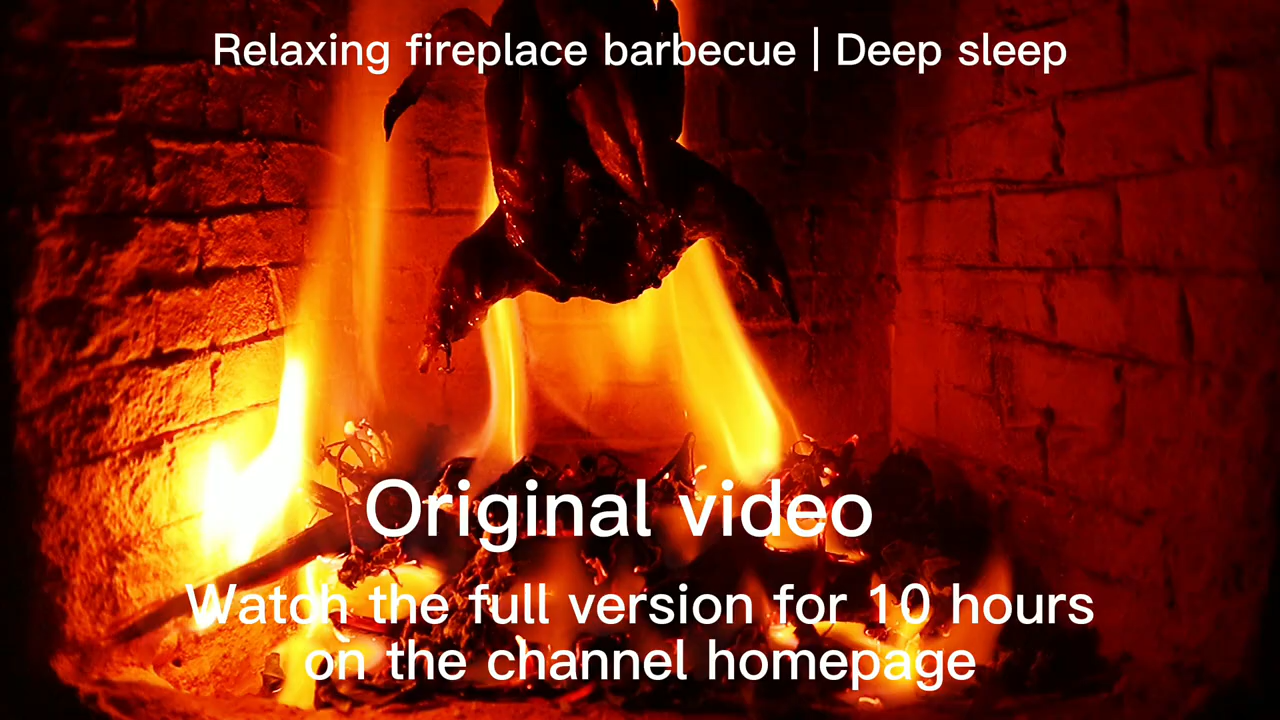 Relaxing fireplace barbecue | Deep sleep
Original video
Watch the full version for 10 hours
on the channel homepage